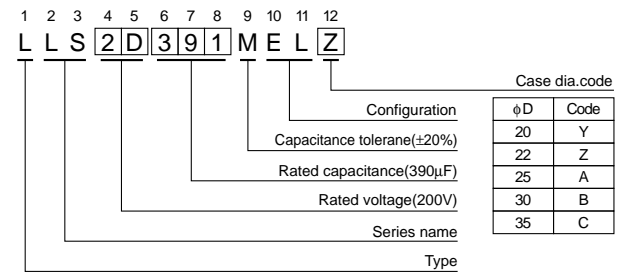 1 2 3 4 5 6 7 8 9 10 11 12
L L S 2 D 3 9 1 M E L Z
Case dia.code
Configuration
Capacitance tolerane(±20%)
Rated capacitance(390μF)
Rated voltage(200V)
Series name
Type
ϕD Code
20 Y
22 Z
25 A
30 B
35 C